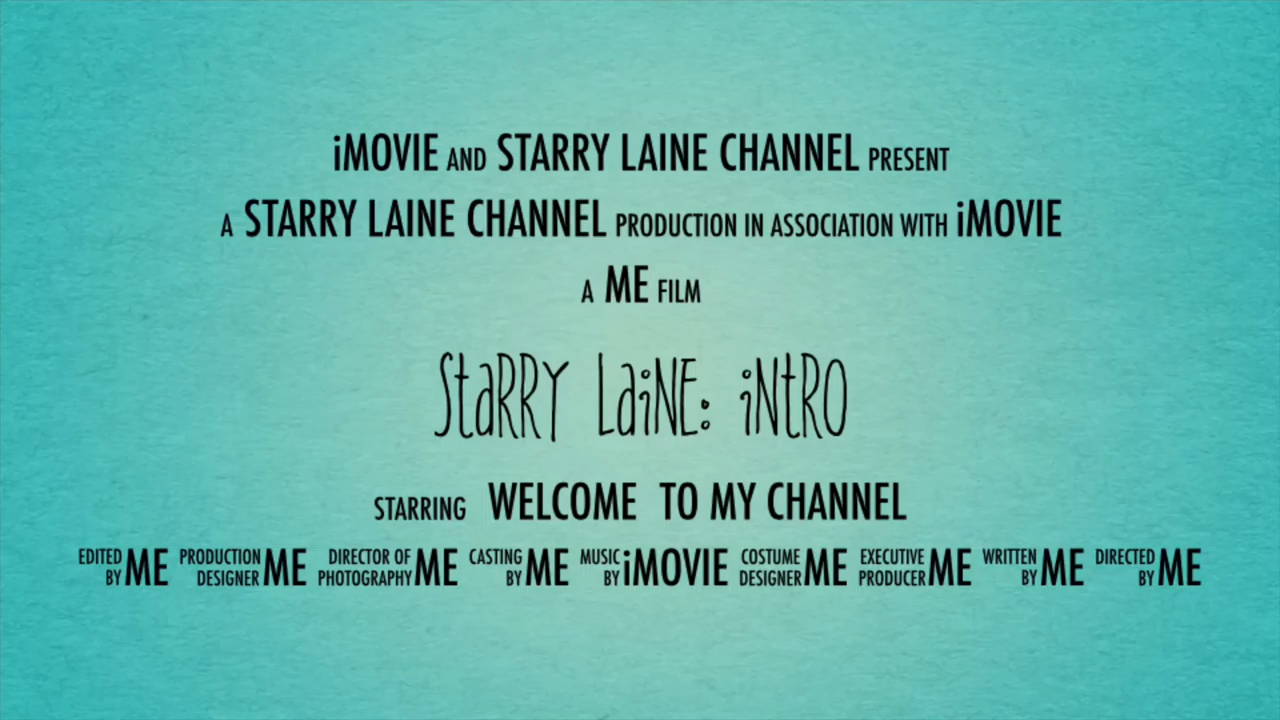 iMOVIE AND STARRY LAINE CHANNEL PRESENT
A STARRY LAINE CHANNEL PRODUCTION IN ASSOCIATION WITH iMOVIE
A ME FILM
StaRRY LaiNE: iNtRO
STARRING WELCOME TO MY CHANNEL
EDITED BY ME PRODUCTION DESIGNER ME DIRECTOR OF PHOTOGRAPHY ME CASTING BY ME MUSIC BY iMOVIE COSTUME DESIGNER ME EXECUTIVE PRODUCER ME WRITTEN BY ME DIRECTED BY ME